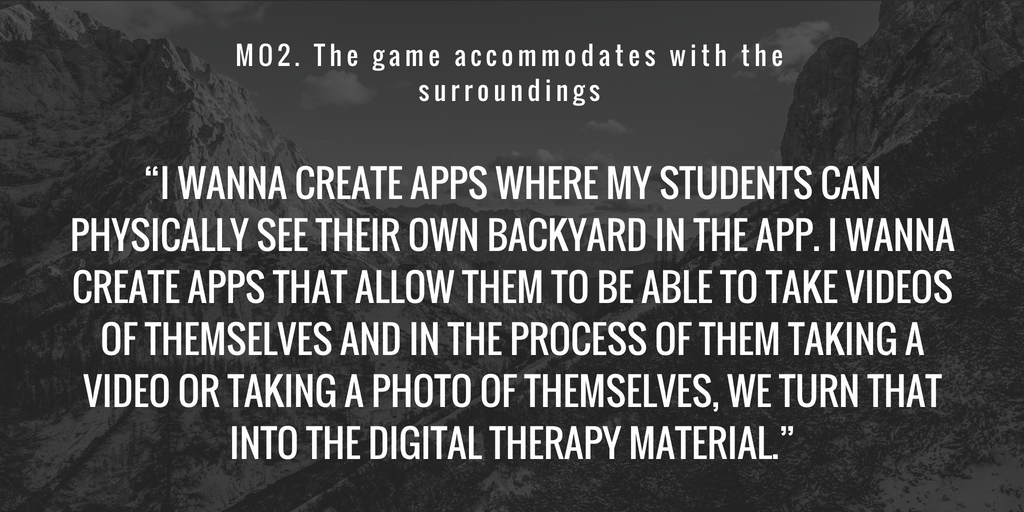 MO2. The game accommodates with the
surroundings
“I WANNA CREATE APPS WHERE MY STUDENTS CAN
PHYSICALLY SEE THEIR OWN BACKYARD IN THE APP. I WANNA
CREATE APPS THAT ALLOW THEM TO BE ABLE TO TAKE VIDEOS
OF THEMSELVES AND IN THE PROCESS OF THEM TAKING A
VIDEO OR TAKING A PHOTO OF THEMSELVES, WE TURN THAT
INTO THE DIGITAL THERAPY MATERIAL.”